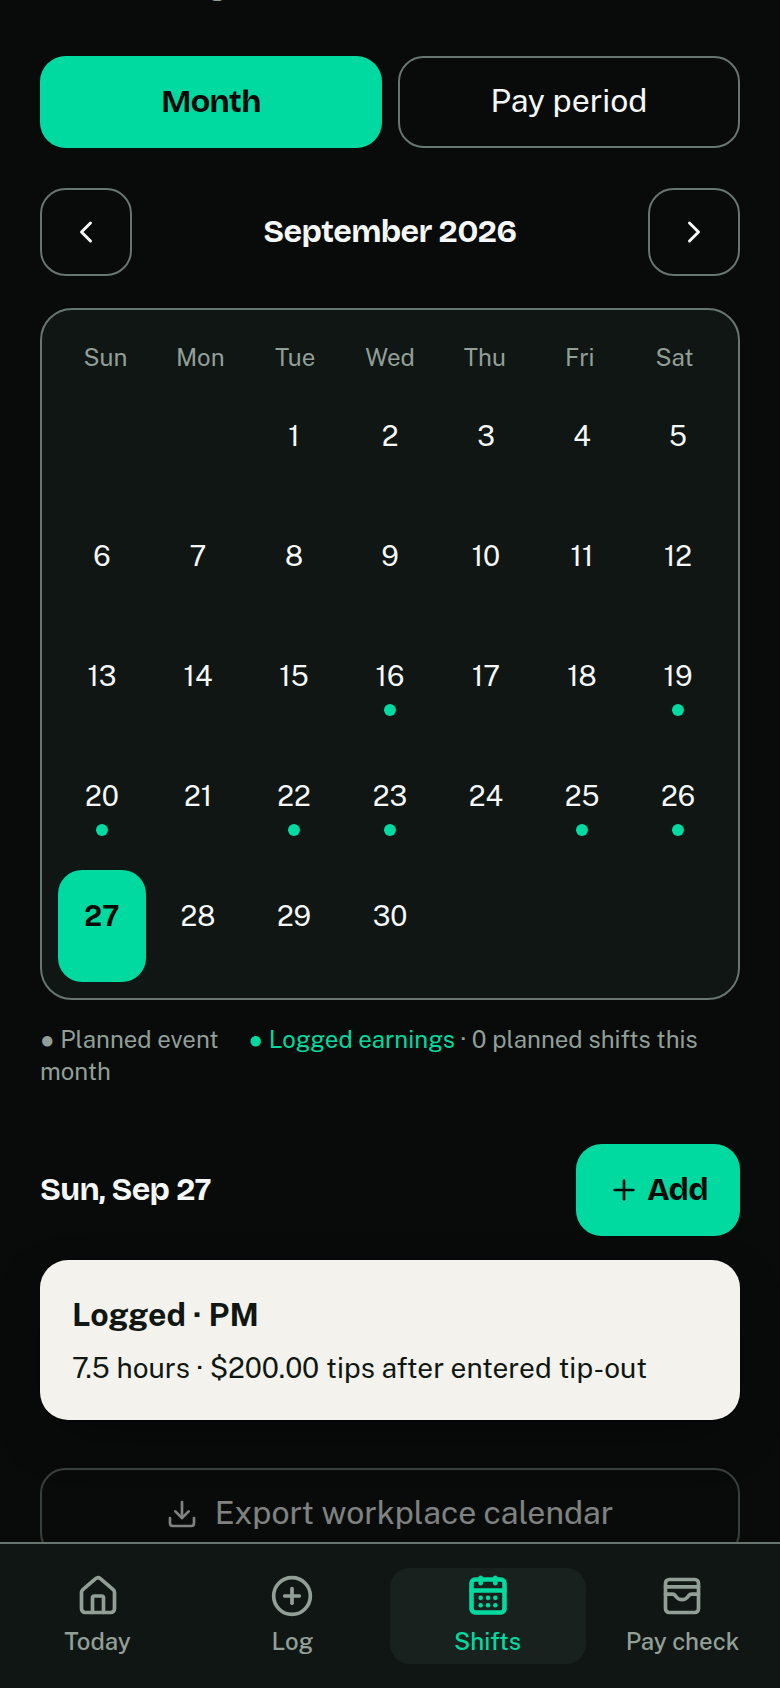 Month
Pay period
September 2026
Sun Mon Tue Wed Thu Fri Sat
1 2 3 4 5
6 7 8 9 10 11 12
13 14 15 16 17 18 19
20 21 22 23 24 25 26
27 28 29 30
● Planned event ● Logged earnings · 0 planned shifts this
month
Sun, Sep 27
+ Add
Logged · PM
7.5 hours · $200.00 tips after entered tip-out
Export workplace calendar
Today Log Shifts Pay check